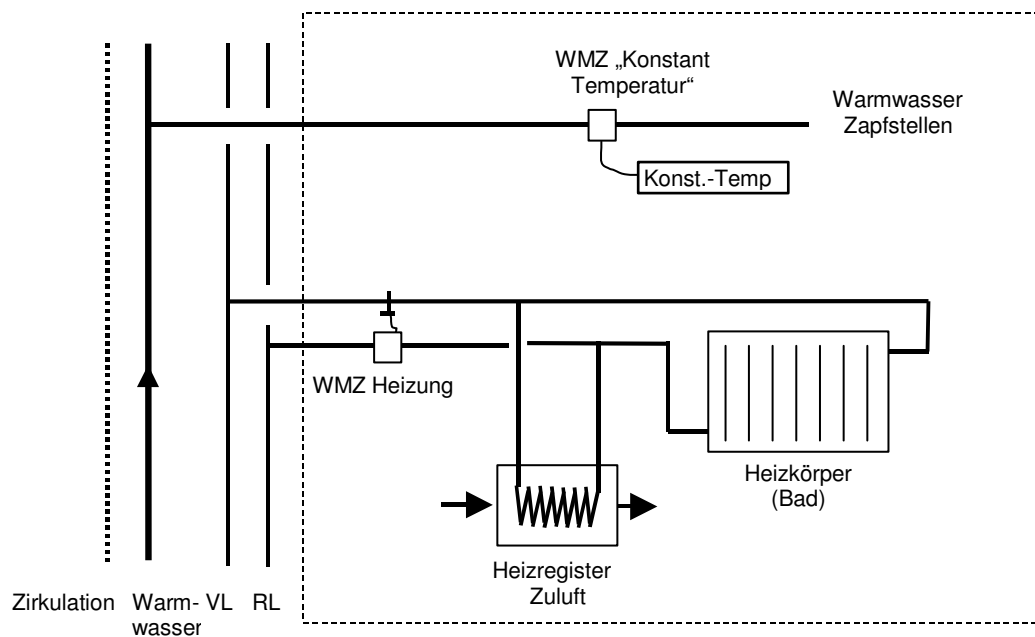 WMZ „Konstant
Temperatur“
Warmwasser
Zapfstellen
Konst.-Temp
WMZ Heizung
Heizkörper
(Bad)
Heizregister
Zuluft
Zirkulation Warm- VL RL
wasser